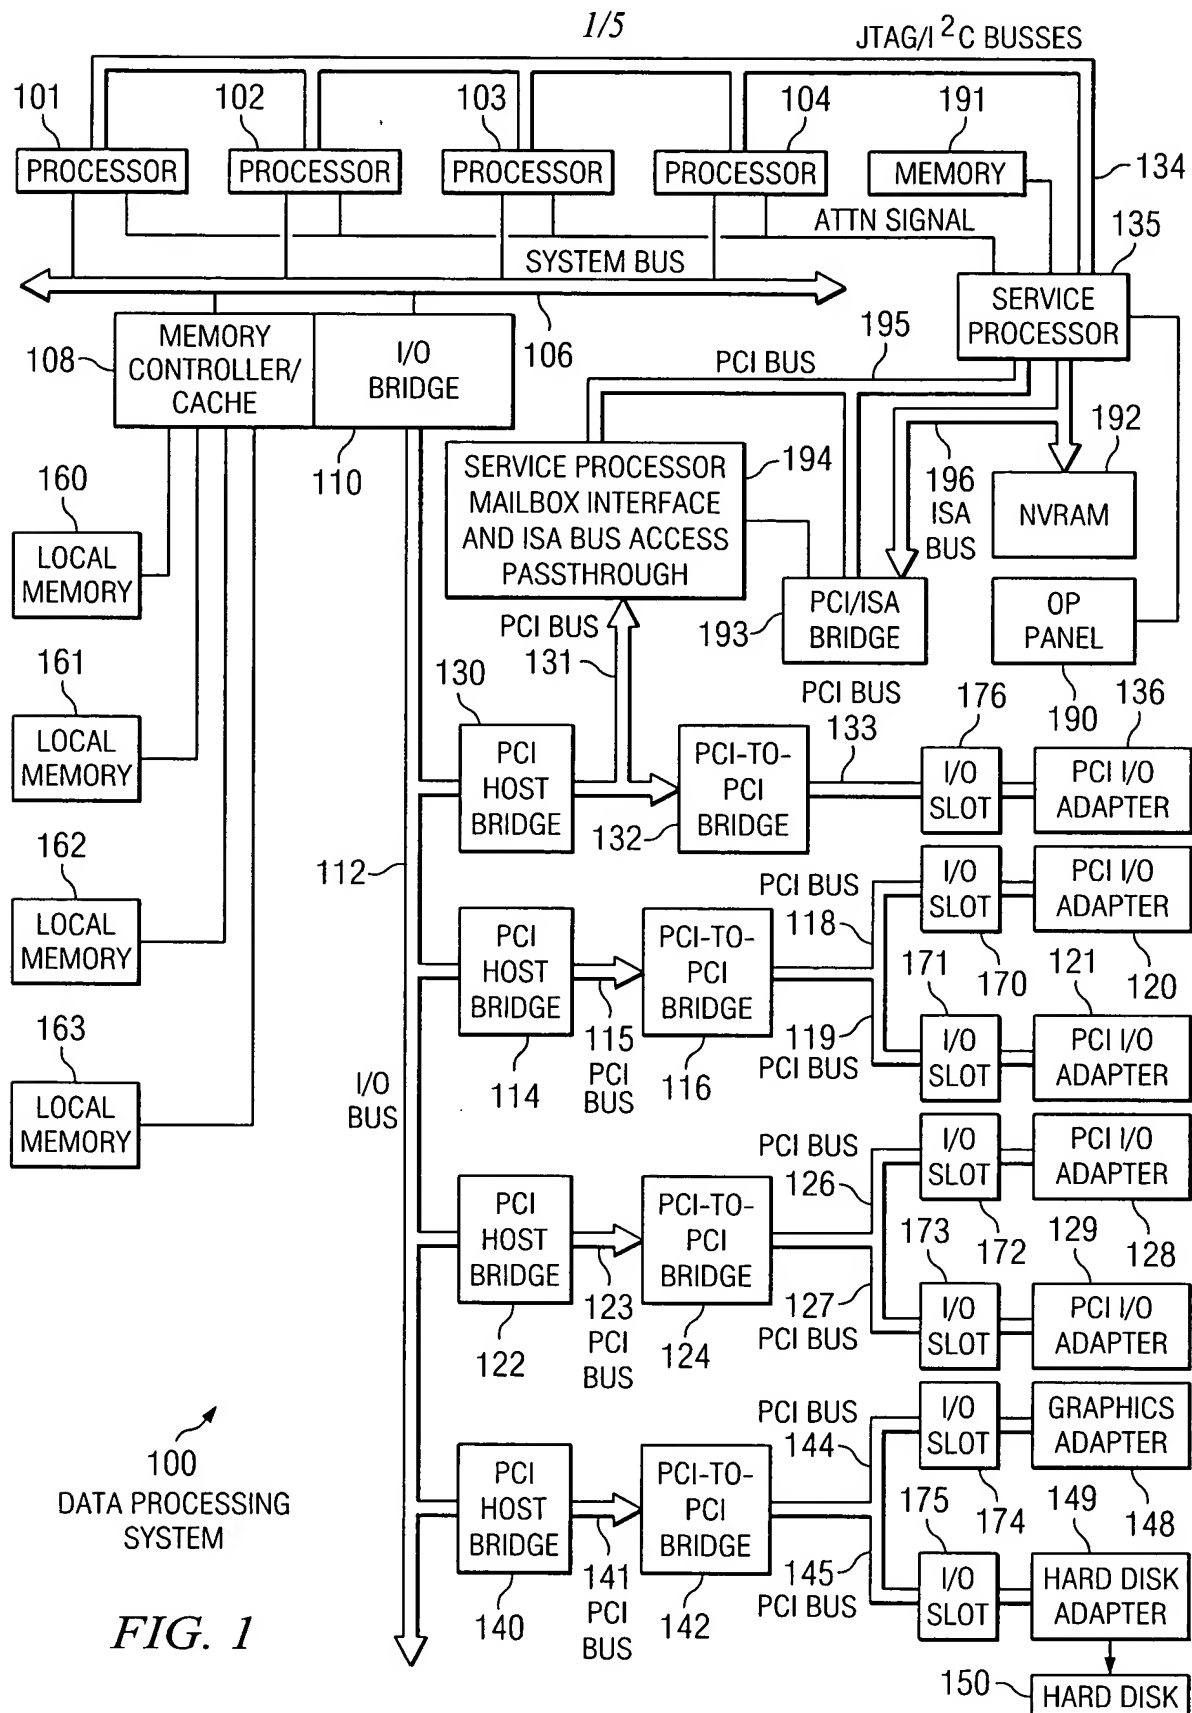 1/5
JTAG/I²C BUSSES
101
102
103
104
191
PROCESSOR
PROCESSOR
PROCESSOR
PROCESSOR
MEMORY
134
ATTN SIGNAL
135
SYSTEM BUS
SERVICE
PROCESSOR
108
MEMORY
CONTROLLER/
CACHE
I/O
BRIDGE
106
195
PCI BUS
110
194
SERVICE PROCESSOR
MAILBOX INTERFACE
AND ISA BUS ACCESS
PASSTHROUGH
196
ISA
BUS
192
NVRAM
160
LOCAL
MEMORY
193
PCI/ISA
BRIDGE
OP
PANEL
190
PCI BUS
131
161
LOCAL
MEMORY
130
PCI
HOST
BRIDGE
PCI-TO-
PCI
BRIDGE
132
PCI BUS
133
176
I/O
SLOT
136
PCI I/O
ADAPTER
162
LOCAL
MEMORY
112
PCI BUS
118
I/O
SLOT
170
PCI I/O
ADAPTER
120
PCI
HOST
BRIDGE
114
115
PCI
BUS
PCI-TO-
PCI
BRIDGE
116
171
119
PCI BUS
I/O
SLOT
121
PCI I/O
ADAPTER
163
LOCAL
MEMORY
I/O
BUS
PCI BUS
126
I/O
SLOT
172
PCI I/O
ADAPTER
128
PCI
HOST
BRIDGE
122
123
PCI
BUS
PCI-TO-
PCI
BRIDGE
124
173
127
PCI BUS
I/O
SLOT
129
PCI I/O
ADAPTER
PCI BUS
144
I/O
SLOT
174
GRAPHICS
ADAPTER
148
100
DATA PROCESSING
SYSTEM
PCI
HOST
BRIDGE
140
141
PCI
BUS
PCI-TO-
PCI
BRIDGE
142
175
145
PCI BUS
I/O
SLOT
149
HARD DISK
ADAPTER
150
HARD DISK
FIG. 1